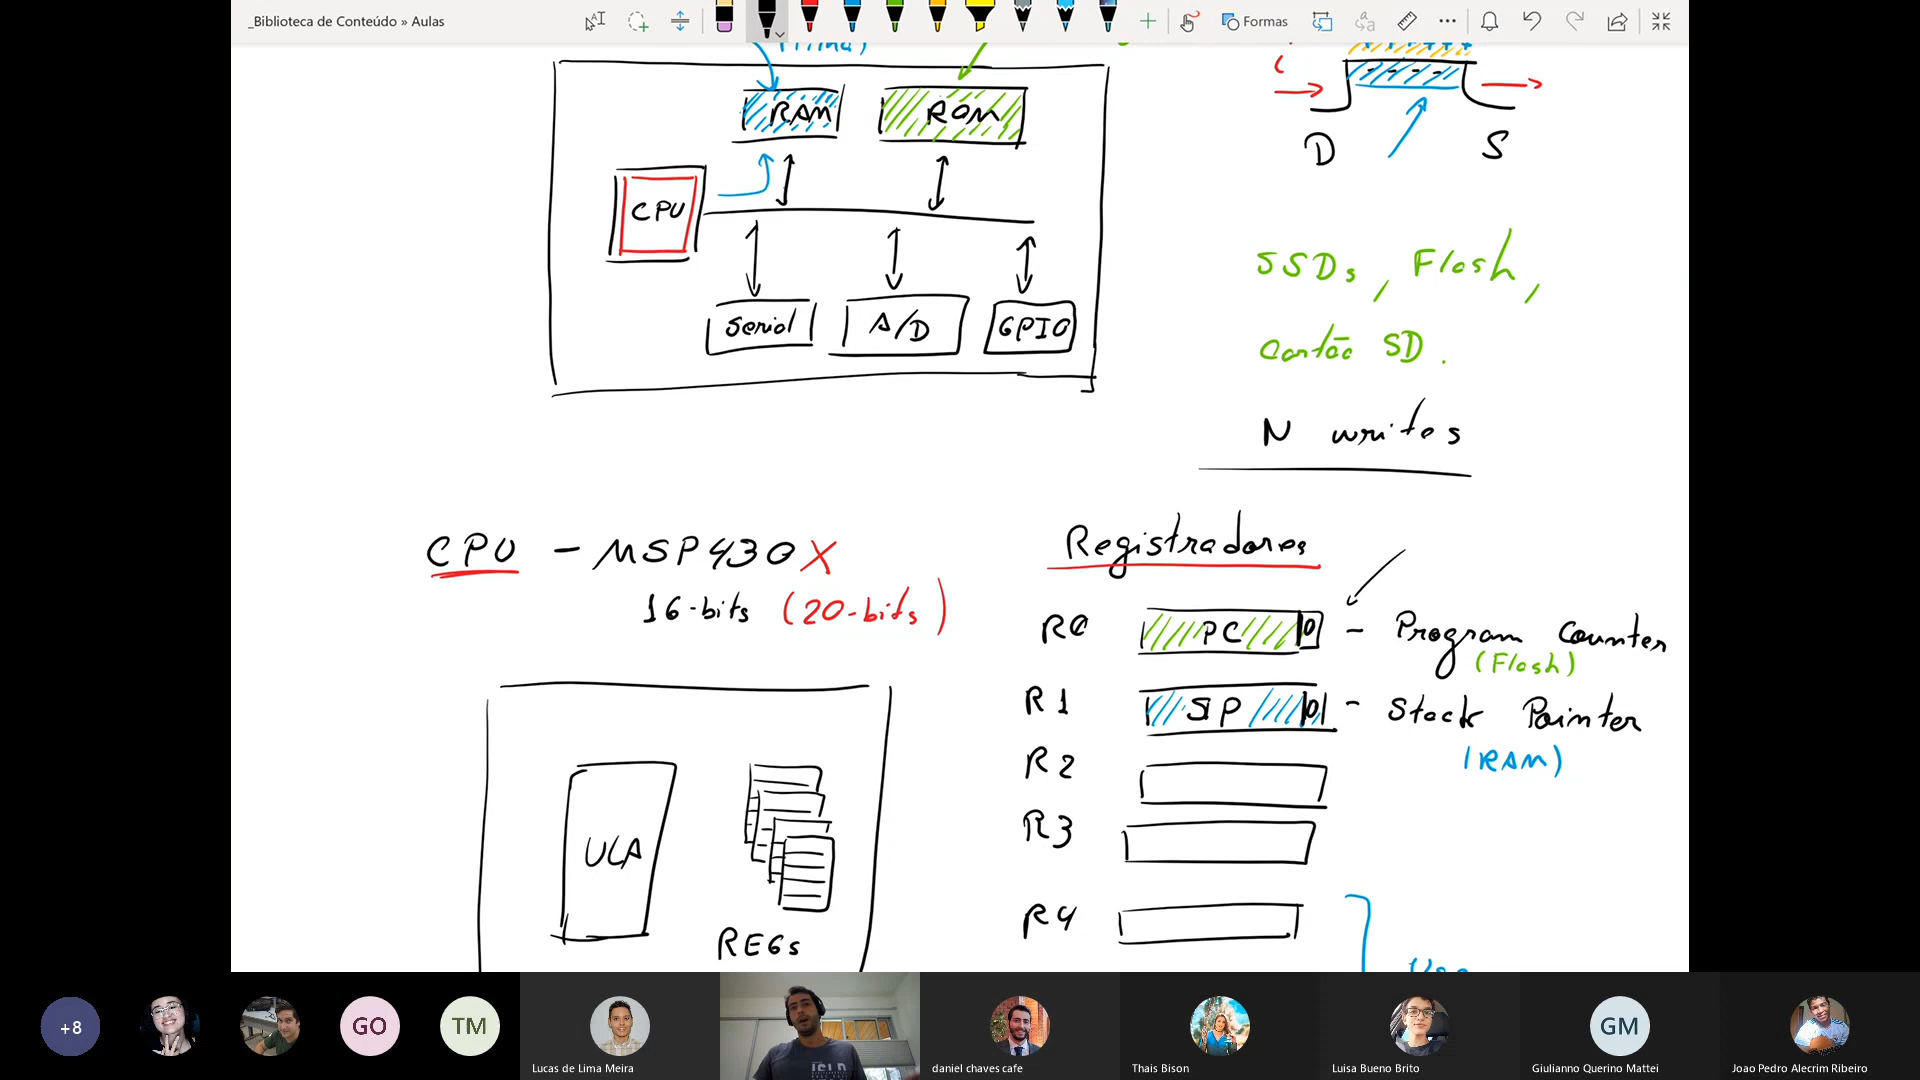 _Biblioteca de Conteúdo » Aulas
Formas
RAM
ROM
CPU
Serial
A/D
GPIO
D
S
SSDs, Flash,
Cartão SD.
N writes
CPU - MSP430X
16-bits (20-bits)
ULA
REGs
Registradores
R0 PC 0 - Program Counter
(Flash)
R1 SP 0 - Stack Pointer
(RAM)
R2
R3
R4
+8
GO
TM
Lucas de Lima Meira
daniel chaves cafe
Thais Bison
Luisa Bueno Brito
GM
Giulianno Querino Mattei
Joao Pedro Alecrim Ribeiro